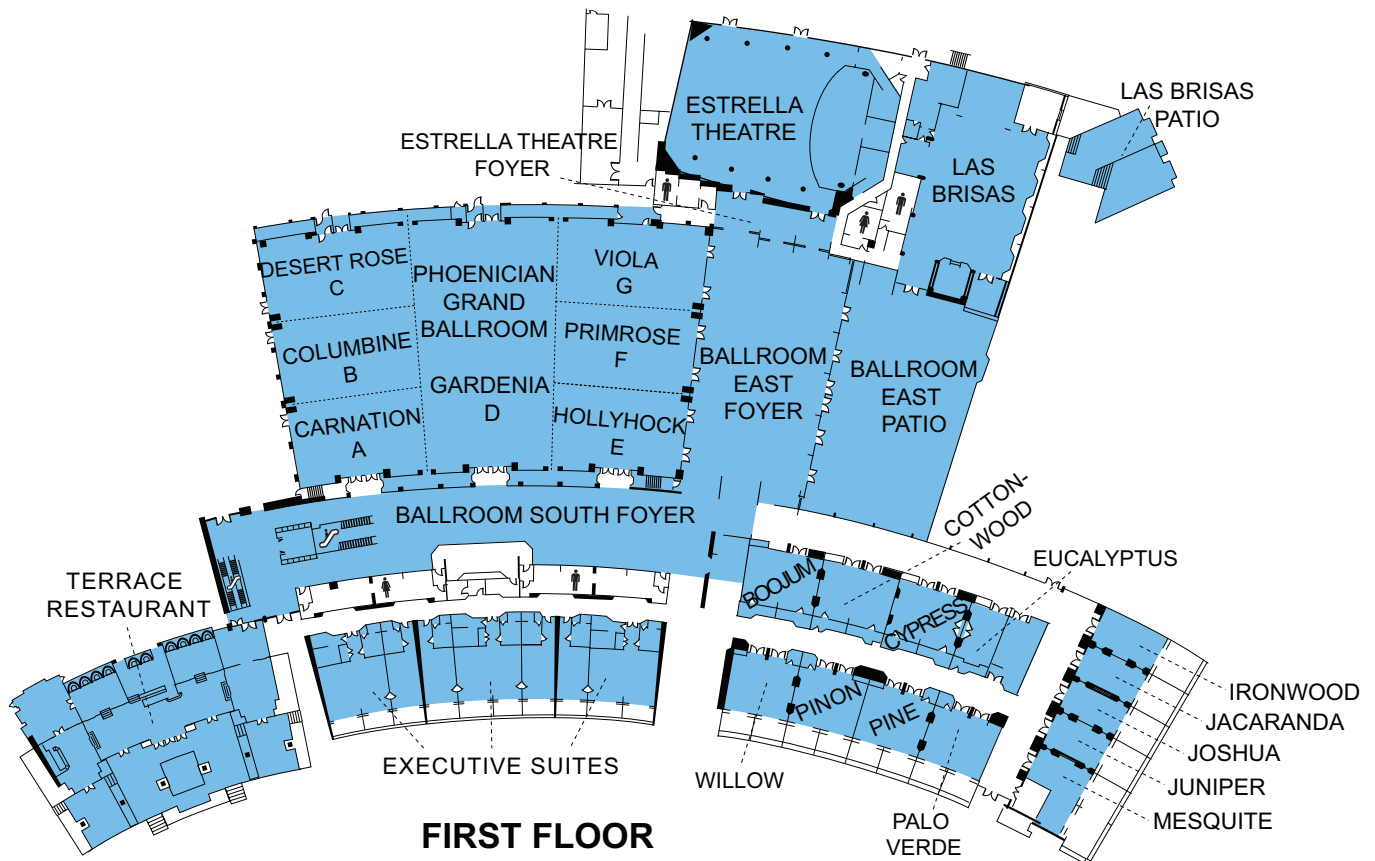 ESTRELLA
THEATRE
LAS BRISAS
PATIO
ESTRELLA THEATRE
FOYER
LAS
BRISAS
DESERT ROSE
C
PHOENICIAN
GRAND
BALLROOM
VIOLA
G
COLUMBINE
B
PRIMROSE
F
BALLROOM
EAST
FOYER
BALLROOM
EAST
PATIO
CARNATION
A
GARDENIA
D
HOLLYHOCK
E
BALLROOM SOUTH FOYER
COTTON-
WOOD
EUCALYPTUS
TERRACE
RESTAURANT
BOOJUM
CYPRESS
IRONWOOD
JACARANDA
JOSHUA
JUNIPER
MESQUITE
PINON
PINE
WILLOW
PALO
VERDE
EXECUTIVE SUITES
FIRST FLOOR